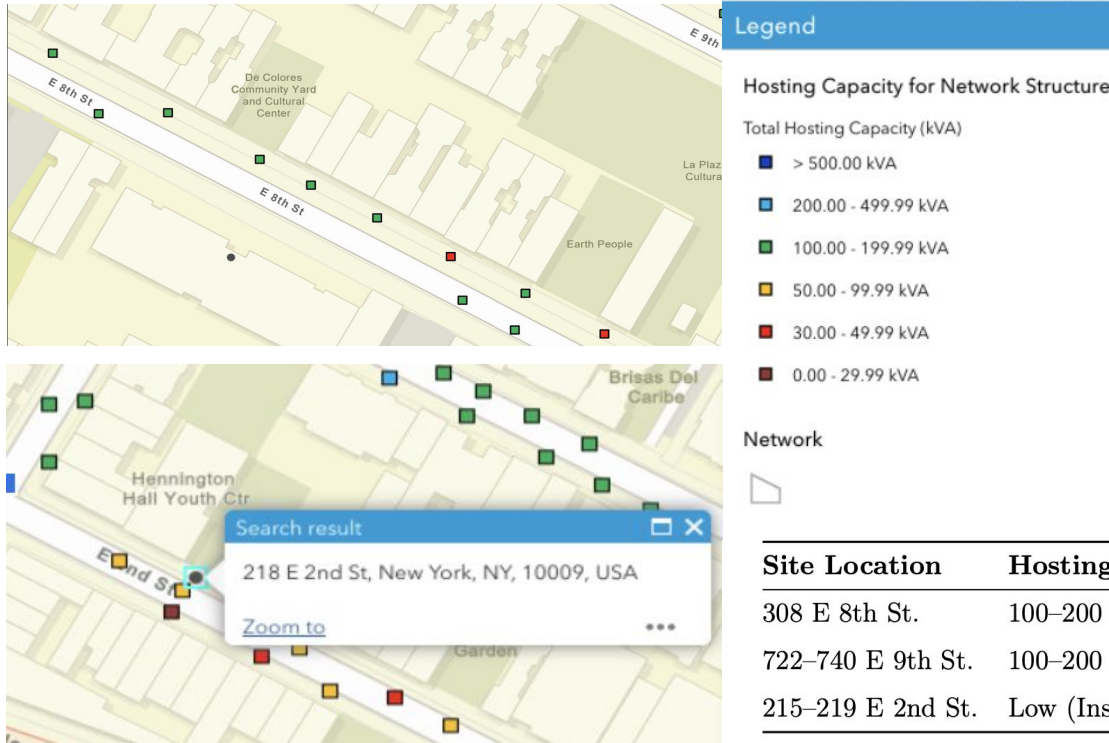 E 9th
E 8th St
De Colores
Community Yard
and Cultural
Center
La Plaz
Cultura
E 8th St
Earth People
Legend
Hosting Capacity for Network Structure
Total Hosting Capacity (kVA)
> 500.00 kVA
200.00 - 499.99 kVA
100.00 - 199.99 kVA
50.00 - 99.99 kVA
30.00 - 49.99 kVA
0.00 - 29.99 kVA
Network
Brisas Del
Caribe
Hennington
Hall Youth Ctr
Search result
218 E 2nd St, New York, NY, 10009, USA
Zoom to
E 2nd St
Garden
Site Location Hosting
308 E 8th St. 100–200
722–740 E 9th St. 100–200
215–219 E 2nd St. Low (Ins